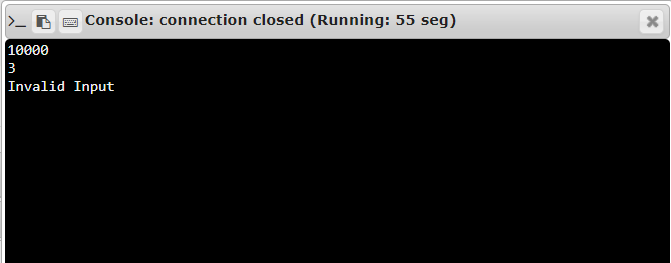 >_ Console: connection closed (Running: 55 seg)
10000
3
Invalid Input